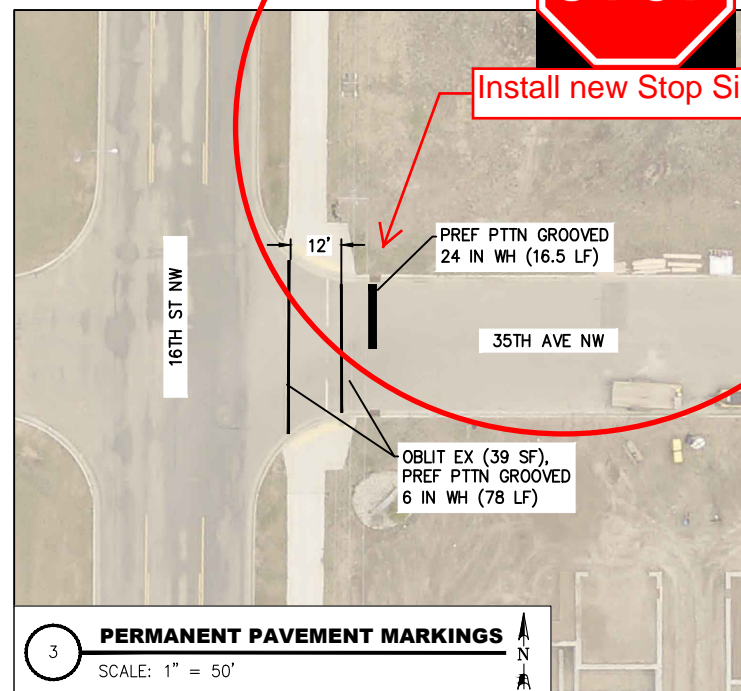 Install new Stop Si
12'
PREF PTTN GROOVED
24 IN WH (16.5 LF)
16TH ST NW
35TH AVE NW
OBLIT EX (39 SF),
PREF PTTN GROOVED
6 IN WH (78 LF)
3
PERMANENT PAVEMENT MARKINGS
SCALE: 1" = 50'
N